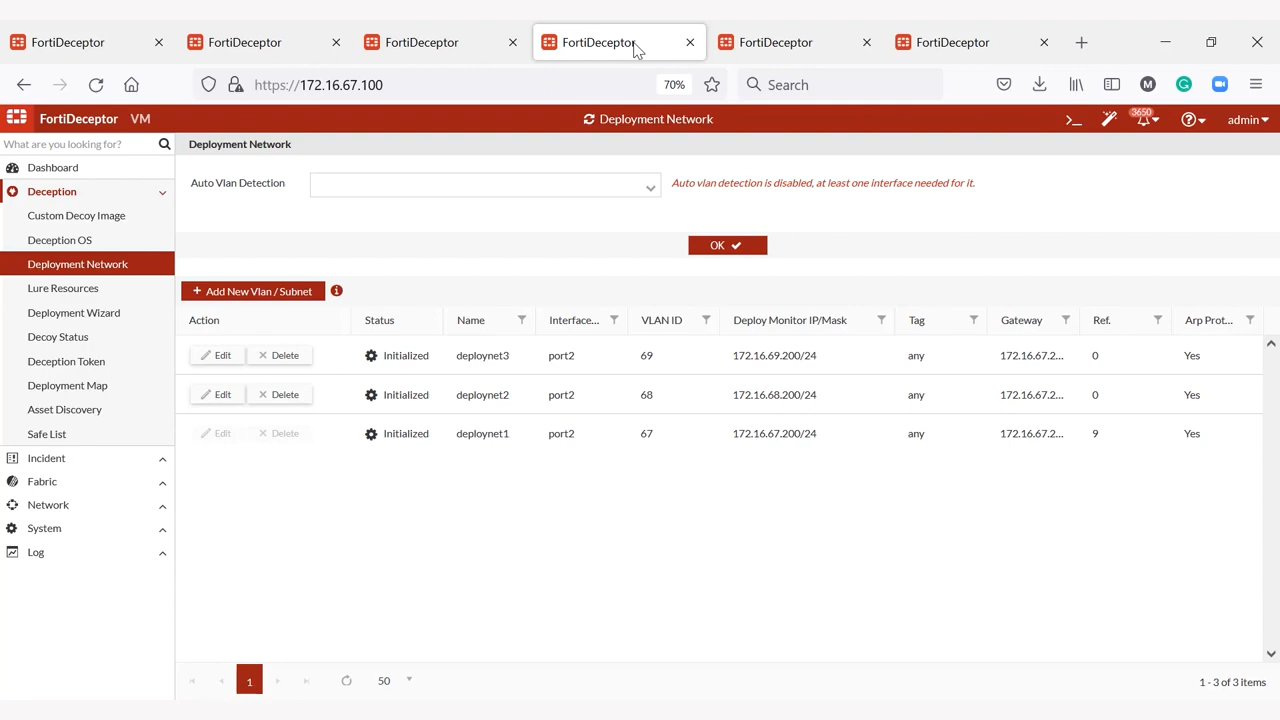 FortiDeceptor FortiDeceptor FortiDeceptor FortiDeceptor FortiDeceptor FortiDeceptor
https://172.16.67.100 70% Search M G
FortiDeceptor VM Deployment Network 3650 admin
What are you looking for? Deployment Network
Dashboard
Auto Vlan Detection Auto vlan detection is disabled, at least one interface needed for it.
Deception
Custom Decoy Image
Deception OS OK
Deployment Network
Lure Resources + Add New Vlan / Subnet
Deployment Wizard Action Status Name Interface... VLAN ID Deploy Monitor IP/Mask Tag Gateway Ref. Arp Prot...
Decoy Status
Deception Token Edit Delete Initialized deploynet3 port2 69 172.16.69.200/24 any 172.16.67.2... 0 Yes
Deployment Map Edit Delete Initialized deploynet2 port2 68 172.16.68.200/24 any 172.16.67.2... 0 Yes
Asset Discovery
Safe List Edit Delete Initialized deploynet1 port2 67 172.16.67.200/24 any 172.16.67.2... 9 Yes
Incident
Fabric
Network
System
Log
1 50 1 - 3 of 3 items